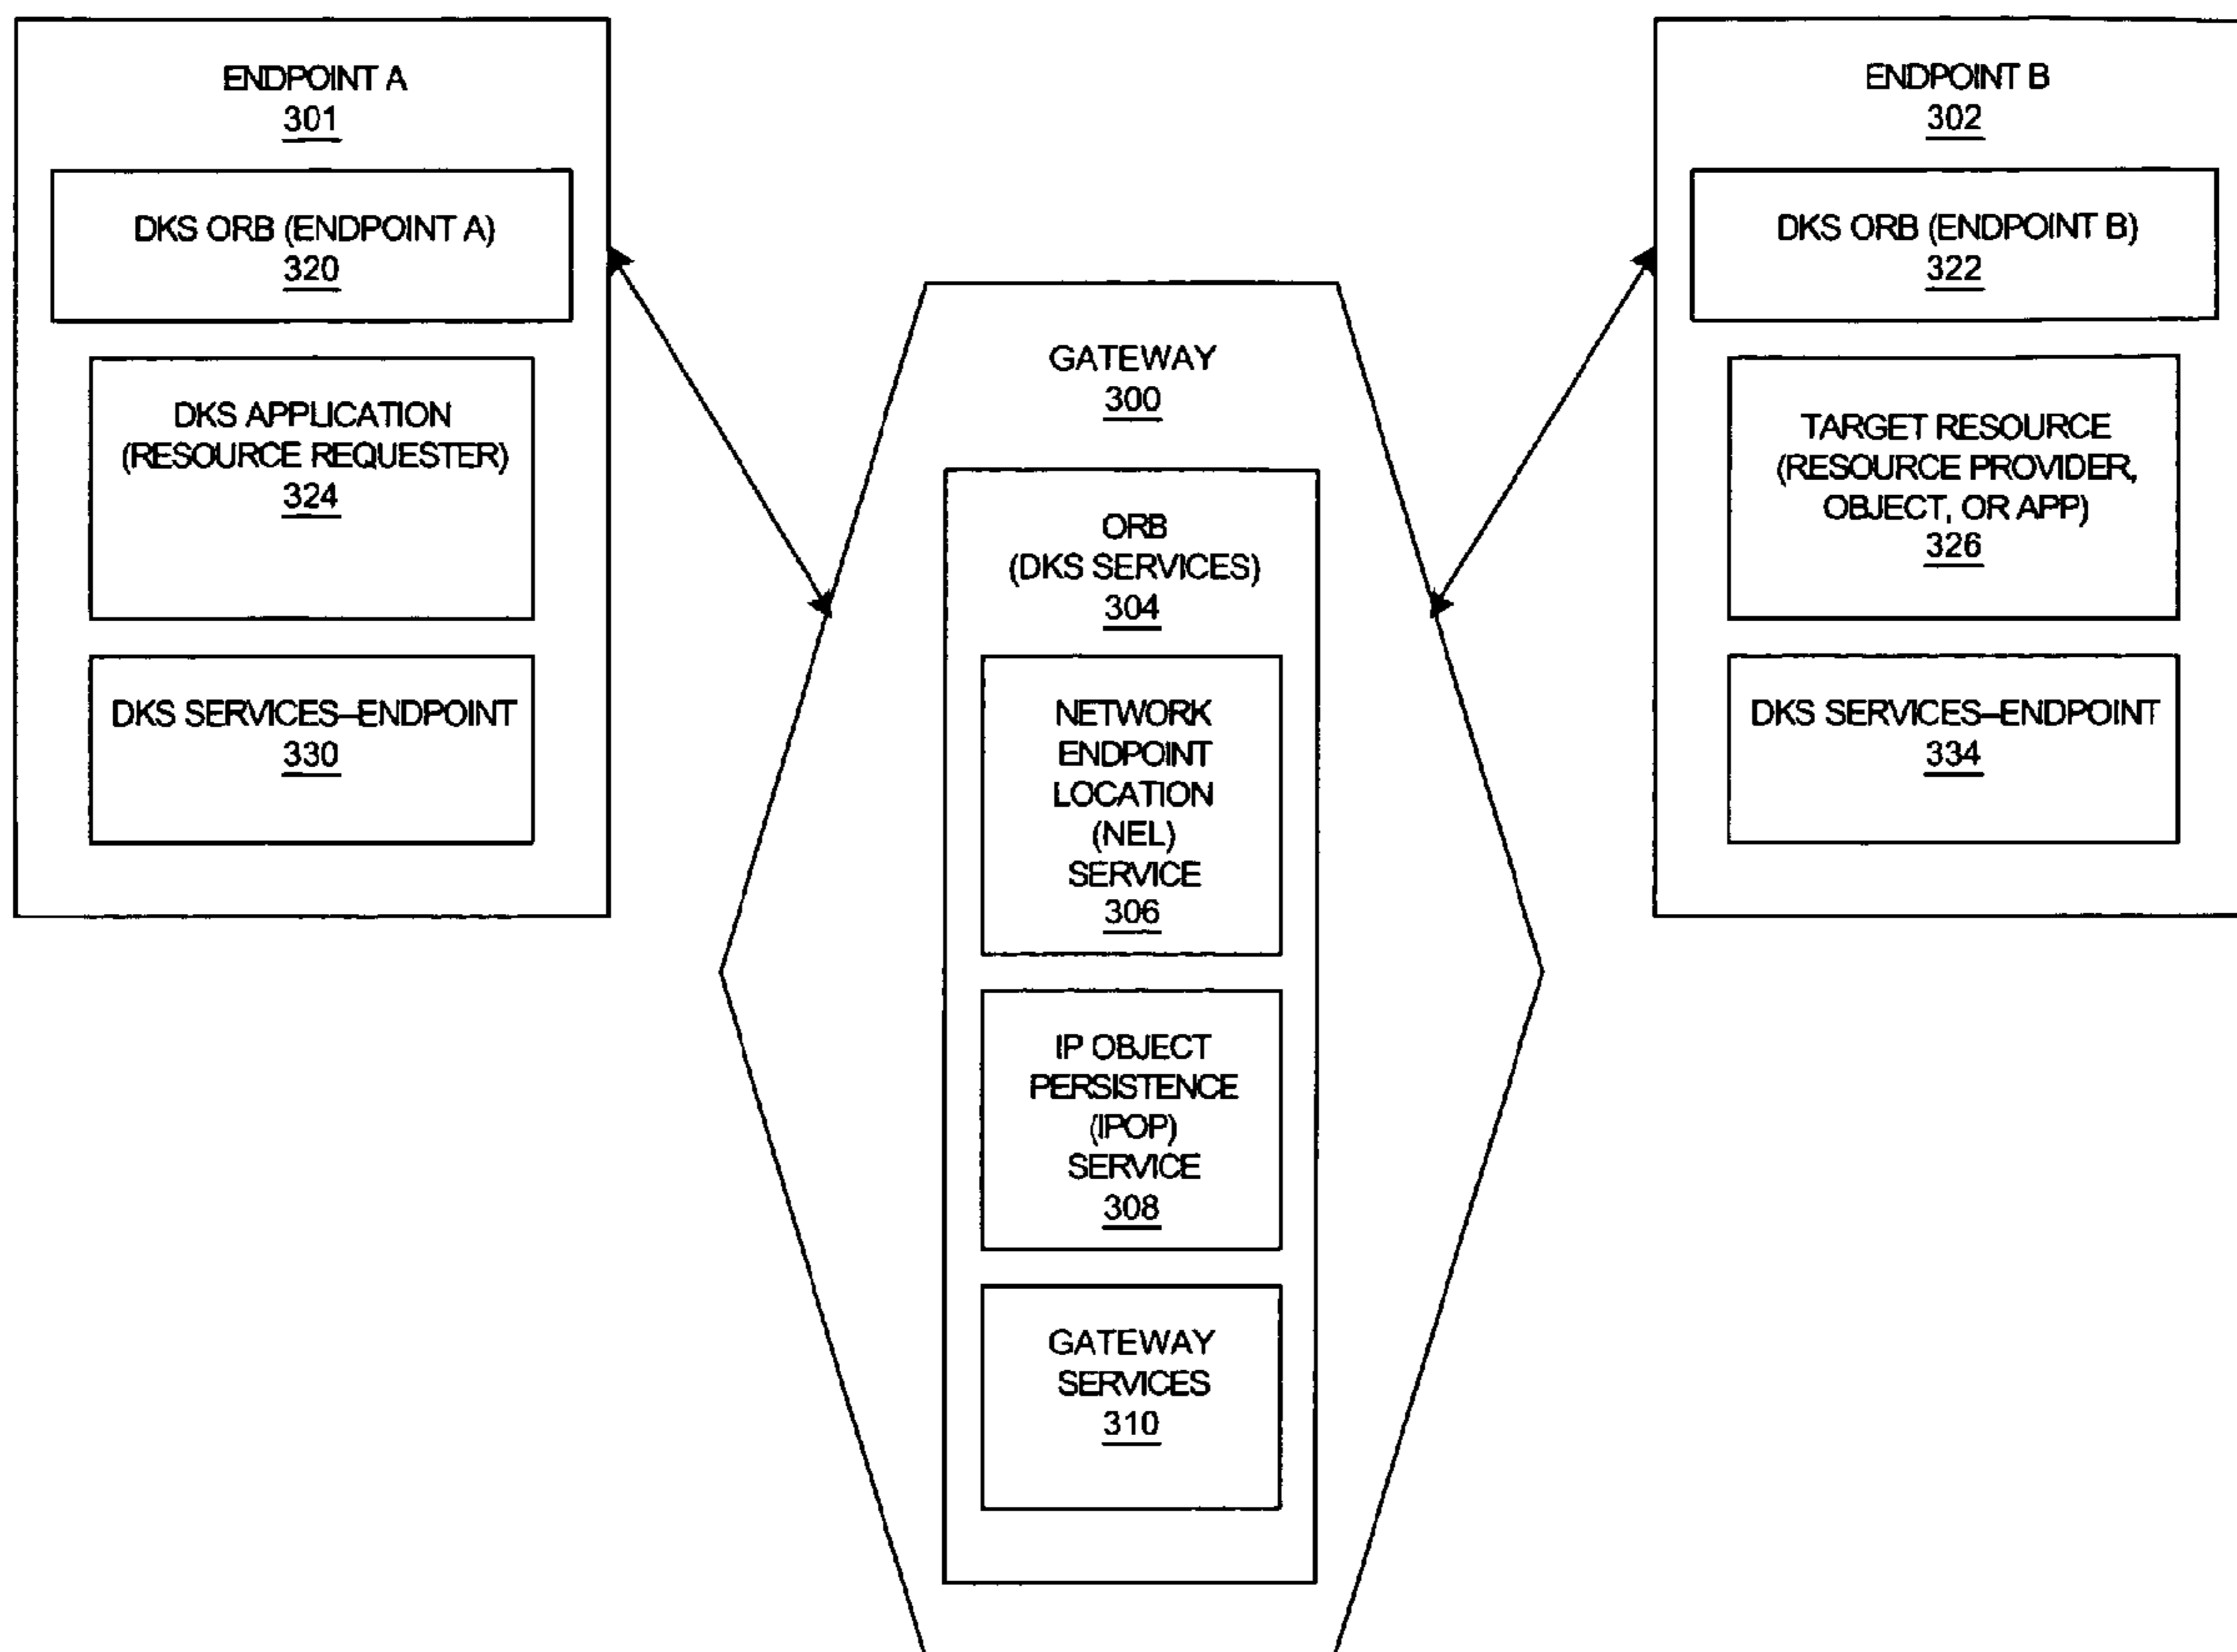 ENDPOINT A
301
DKS ORB (ENDPOINT A)
320
DKS APPLICATION
(RESOURCE REQUESTER)
324
DKS SERVICES–ENDPOINT
330
GATEWAY
300
ORB
(DKS SERVICES)
304
NETWORK
ENDPOINT
LOCATION
(NEL)
SERVICE
306
IP OBJECT
PERSISTENCE
(IPOP)
SERVICE
308
GATEWAY
SERVICES
310
ENDPOINT B
302
DKS ORB (ENDPOINT B)
322
TARGET RESOURCE
(RESOURCE PROVIDER,
OBJECT, OR APP)
326
DKS SERVICES–ENDPOINT
334